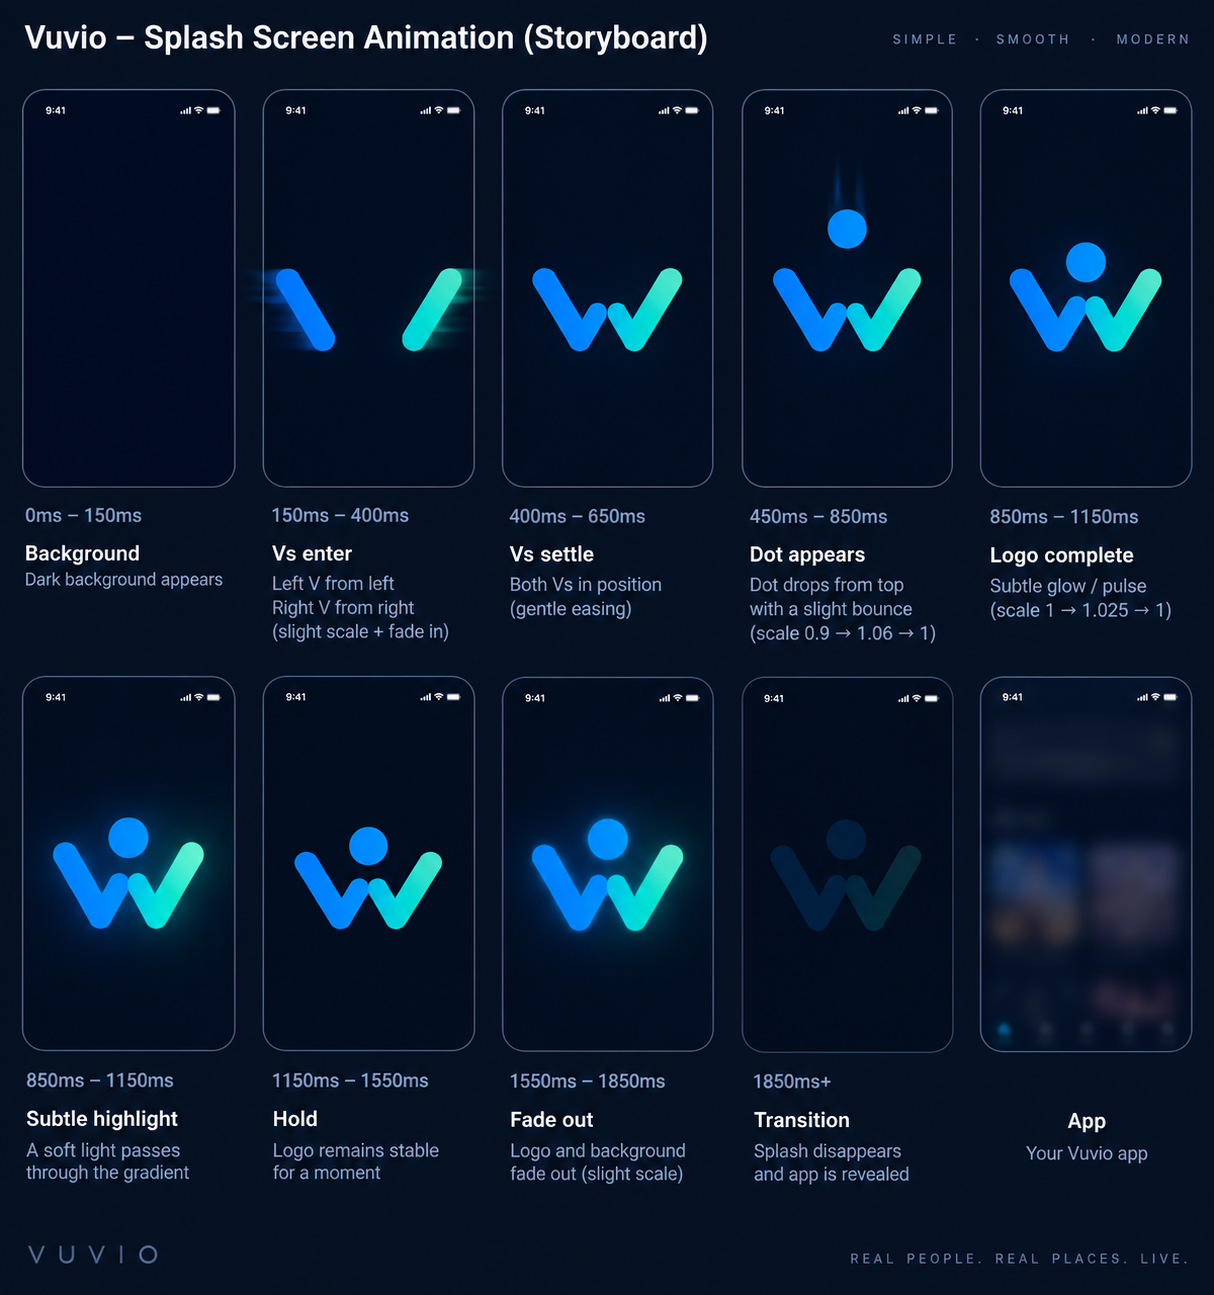 Vuvio – Splash Screen Animation (Storyboard)
SIMPLE · SMOOTH · MODERN
9:41
9:41
9:41
9:41
9:41
0ms – 150ms
Background
Dark background appears
150ms – 400ms
Vs enter
Left V from left
Right V from right
(slight scale + fade in)
400ms – 650ms
Vs settle
Both Vs in position
(gentle easing)
450ms – 850ms
Dot appears
Dot drops from top
with a slight bounce
(scale 0.9 → 1.06 → 1)
850ms – 1150ms
Logo complete
Subtle glow / pulse
(scale 1 → 1.025 → 1)
9:41
9:41
9:41
9:41
9:41
850ms – 1150ms
Subtle highlight
A soft light passes
through the gradient
1150ms – 1550ms
Hold
Logo remains stable
for a moment
1550ms – 1850ms
Fade out
Logo and background
fade out (slight scale)
1850ms+
Transition
Splash disappears
and app is revealed
App
Your Vuvio app
VUVIO
REAL PEOPLE. REAL PLACES. LIVE.